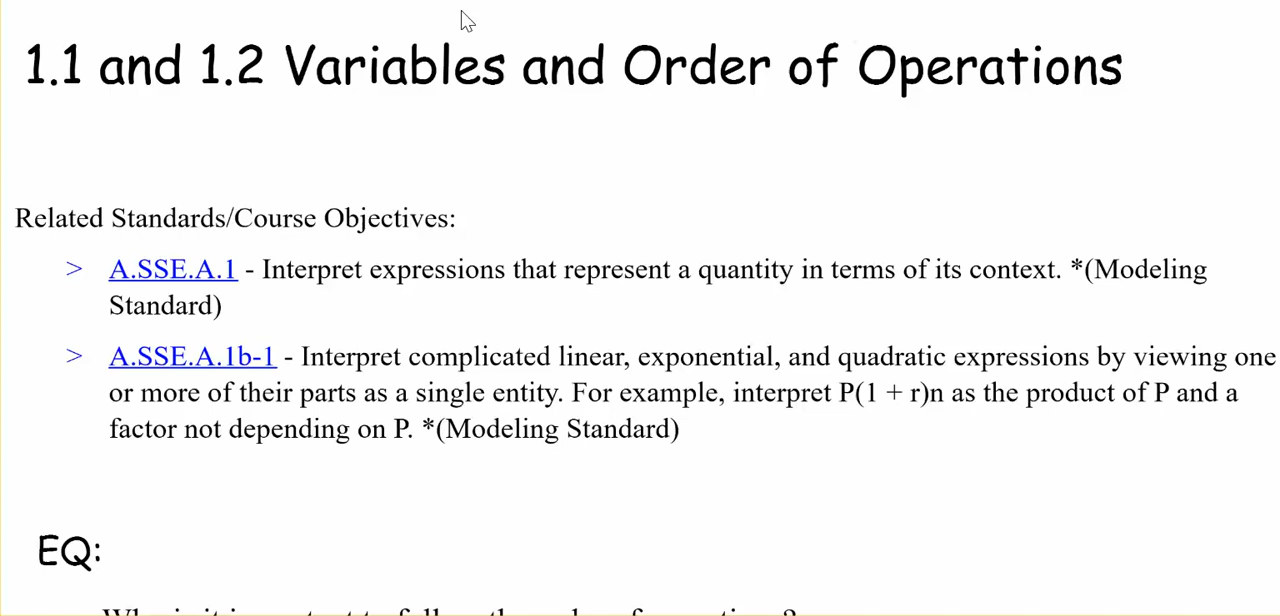 1.1 and 1.2 Variables and Order of Operations
Related Standards/Course Objectives:
> A.SSE.A.1 - Interpret expressions that represent a quantity in terms of its context. *(Modeling
Standard)
> A.SSE.A.1b-1 - Interpret complicated linear, exponential, and quadratic expressions by viewing one
or more of their parts as a single entity. For example, interpret P(1 + r)n as the product of P and a
factor not depending on P. *(Modeling Standard)
EQ: